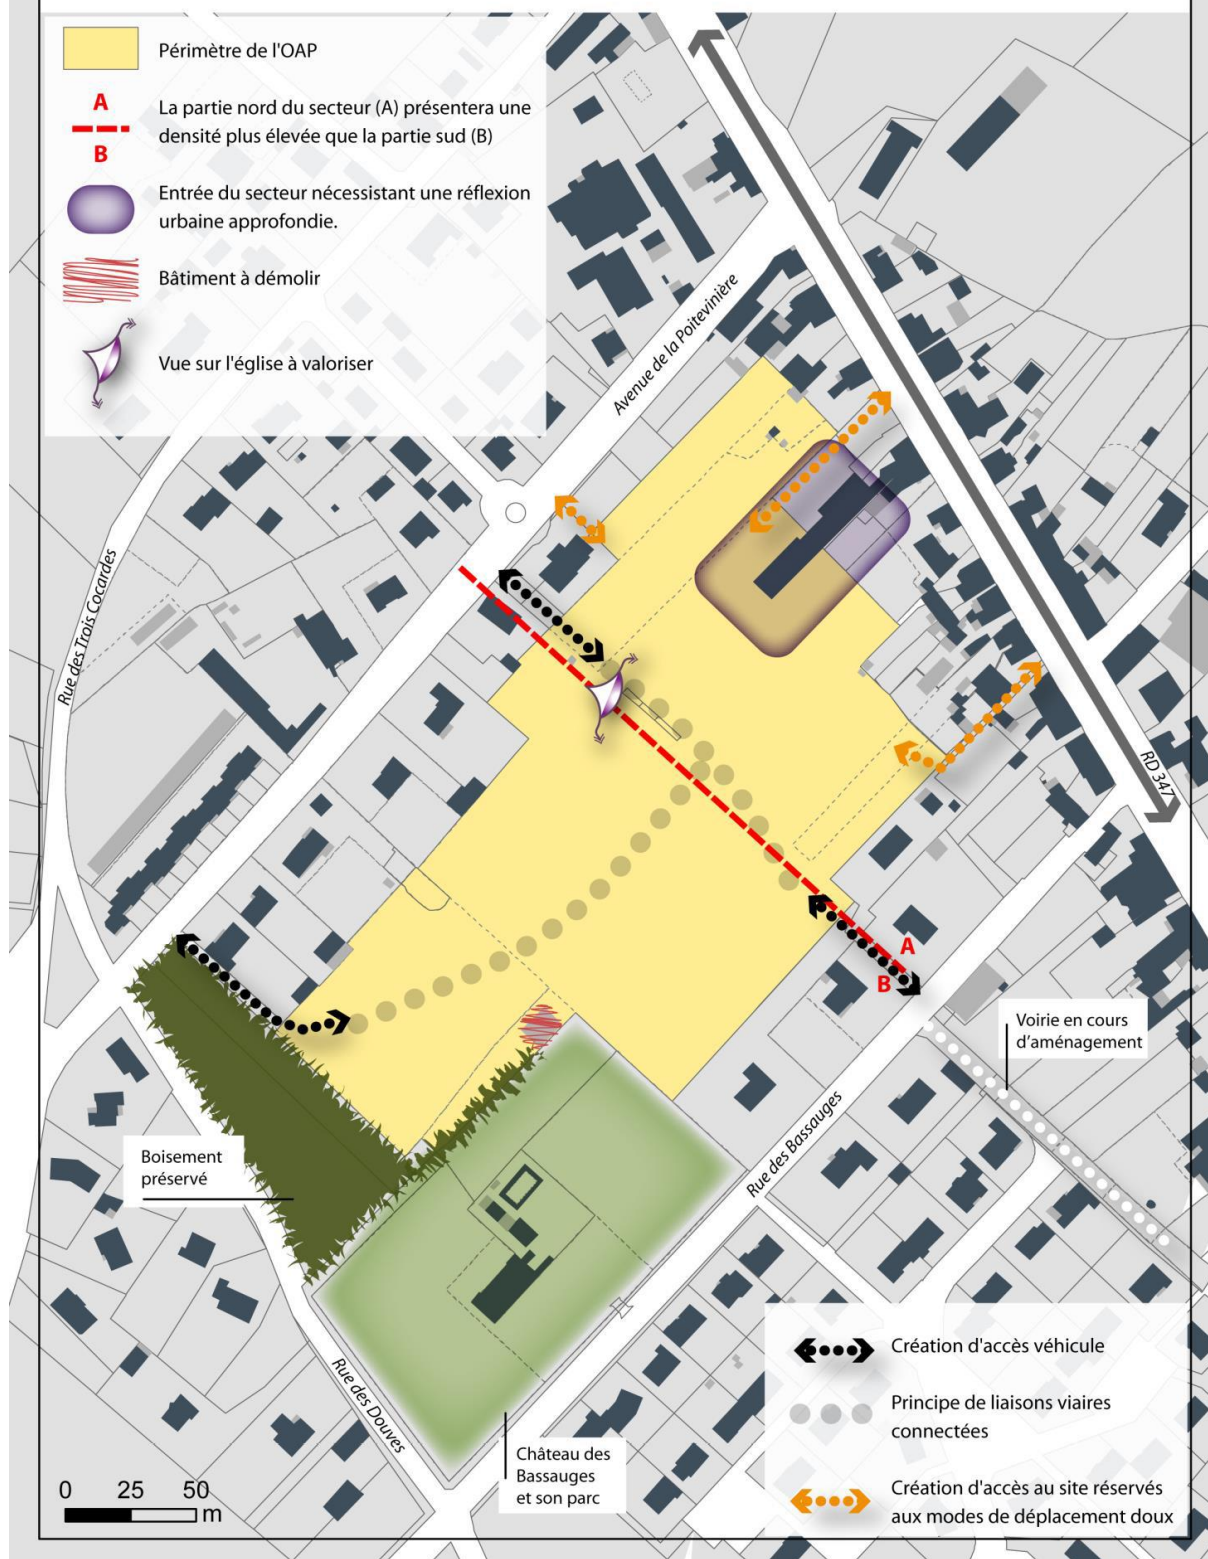 Périmètre de l'OAP
A
B
La partie nord du secteur (A) présentera une
densité plus élevée que la partie sud (B)
Entrée du secteur nécessistant une réflexion
urbaine approfondie.
Bâtiment à démolir
Vue sur l'église à valoriser
Avenue de la Poitevinière
Rue des Trois Cocardes
RD 347
A
B
Voirie en cours
d'aménagement
Rue des Bassauges
Boisement
préservé
Rue des Douves
Château des
Bassauges
et son parc
Création d'accès véhicule
Principe de liaisons viaires
connectées
Création d'accès au site réservés
aux modes de déplacement doux
0 25 50
m